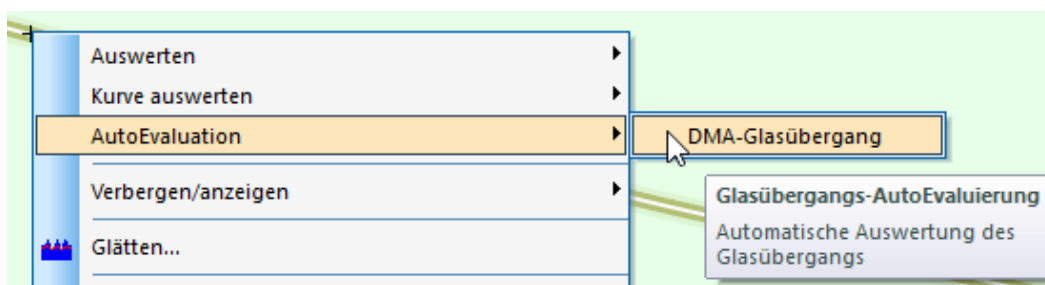 Auswerten
Kurve auswerten
AutoEvaluation
DMA-Glasübergang
Verbergen/anzeigen
Glasübergangs-AutoEvaluierung
Automatische Auswertung des
Glasübergangs
Glätten...